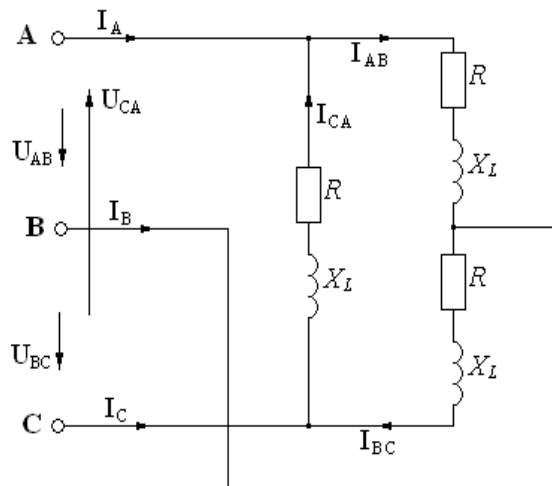 A
I_A
I_AB
R
U_CA
I_CA
U_AB
X_L
R
B
I_B
R
X_L
X_L
U_BC
C
I_C
I_BC